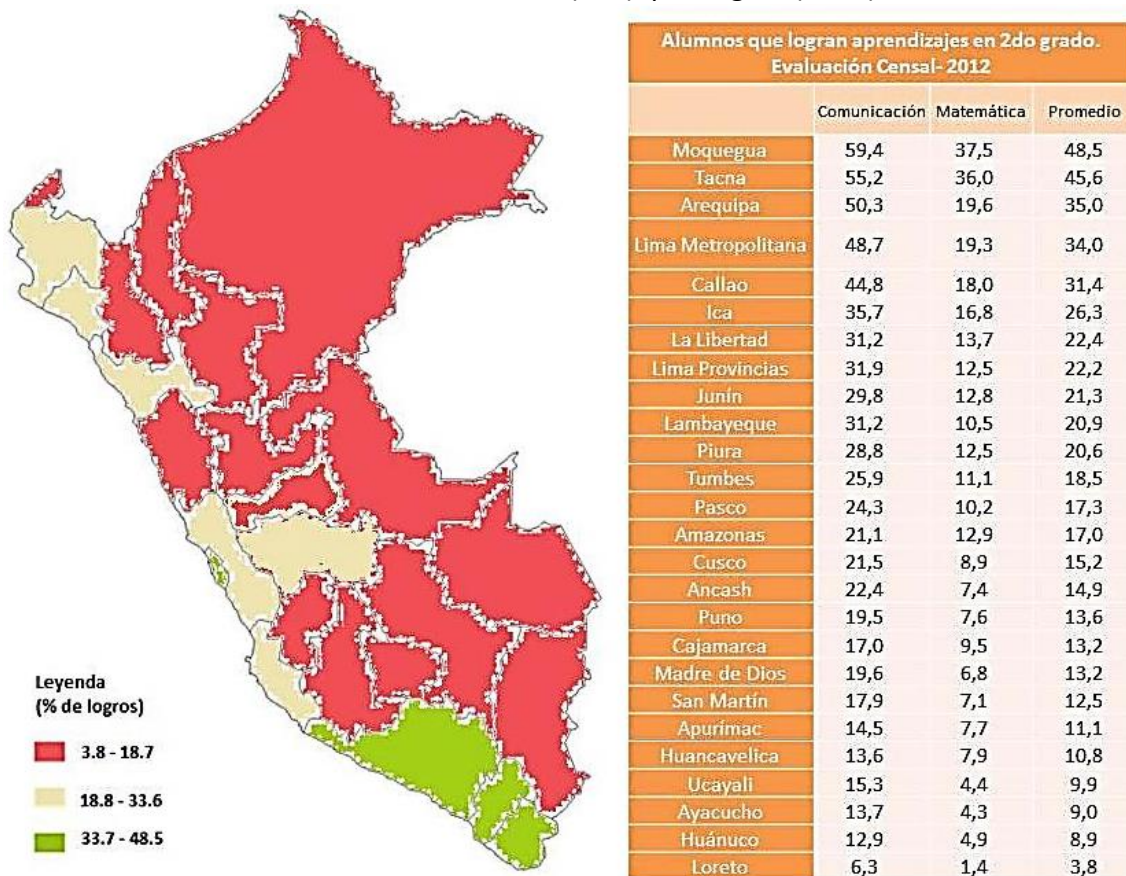 Alumnos que logran aprendizajes en 2do grado.
Evaluación Censal- 2012
Comunicación Matemática Promedio
Moquegua 59,4 37,5 48,5
Tacna 55,2 36,0 45,6
Arequipa 50,3 19,6 35,0
Lima Metropolitana 48,7 19,3 34,0
Callao 44,8 18,0 31,4
Ica 35,7 16,8 26,3
La Libertad 31,2 13,7 22,4
Lima Provincias 31,9 12,5 22,2
Junín 29,8 12,8 21,3
Lambayeque 31,2 10,5 20,9
Piura 28,8 12,5 20,6
Tumbes 25,9 11,1 18,5
Pasco 24,3 10,2 17,3
Amazonas 21,1 12,9 17,0
Cusco 21,5 8,9 15,2
Ancash 22,4 7,4 14,9
Puno 19,5 7,6 13,6
Cajamarca 17,0 9,5 13,2
Madre de Dios 19,6 6,8 13,2
San Martín 17,9 7,1 12,5
Apurímac 14,5 7,7 11,1
Huancavelica 13,6 7,9 10,8
Ucayali 15,3 4,4 9,9
Ayacucho 13,7 4,3 9,0
Huánuco 12,9 4,9 8,9
Loreto 6,3 1,4 3,8
Leyenda
(% de logros)
3.8 - 18.7
18.8 - 33.6
33.7 - 48.5